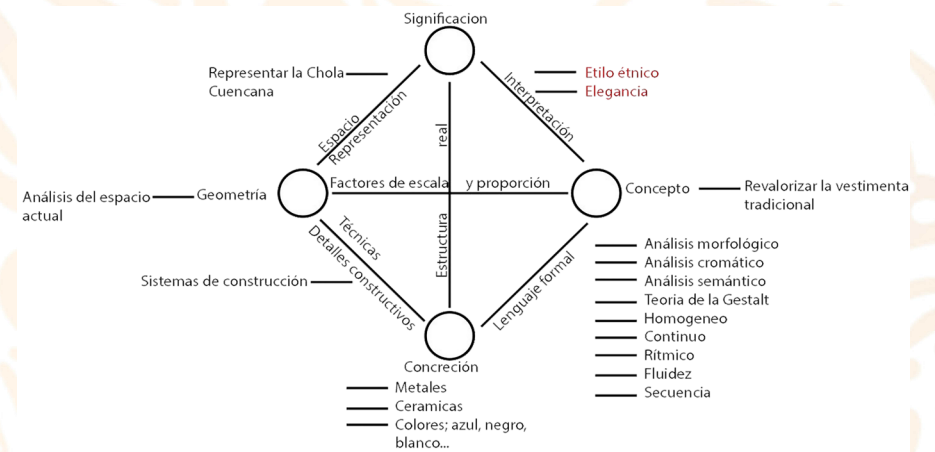 Significacion
Representar la Chola
Cuencana
Etilo étnico
Elegancia
Espacio
Representación
Interpretación
real
Factores de escala y proporción
Análisis del espacio
actual
Geometría
Concepto
Revalorizar la vestimenta
tradicional
Estructura
Técnicas
Detalles constructivos
Sistemas de construcción
Lenguaje formal
Análisis morfológico
Análisis cromático
Análisis semántico
Teoria de la Gestalt
Homogeneo
Continuo
Rítmico
Fluidez
Secuencia
Concreción
Metales
Ceramicas
Colores; azul, negro,
blanco...